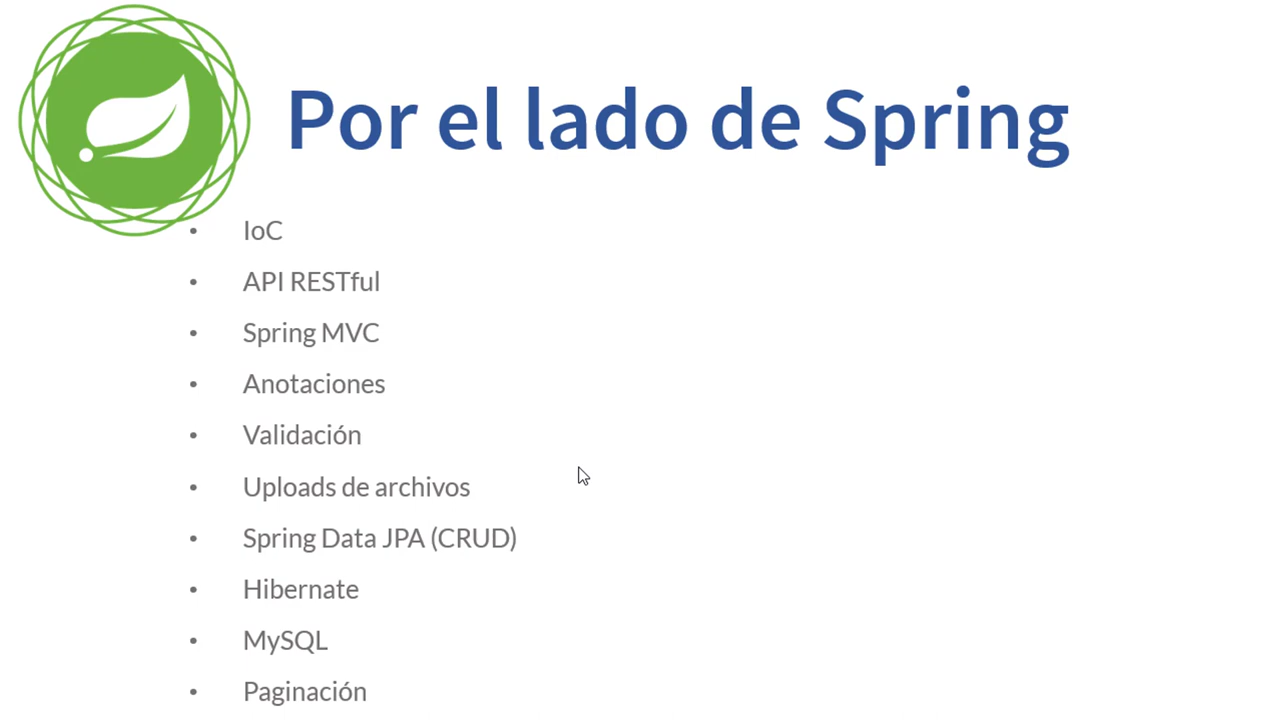 Por el lado de Spring
• IoC
• API RESTful
• Spring MVC
• Anotaciones
• Validación
• Uploads de archivos
• Spring Data JPA (CRUD)
• Hibernate
• MySQL
• Paginación